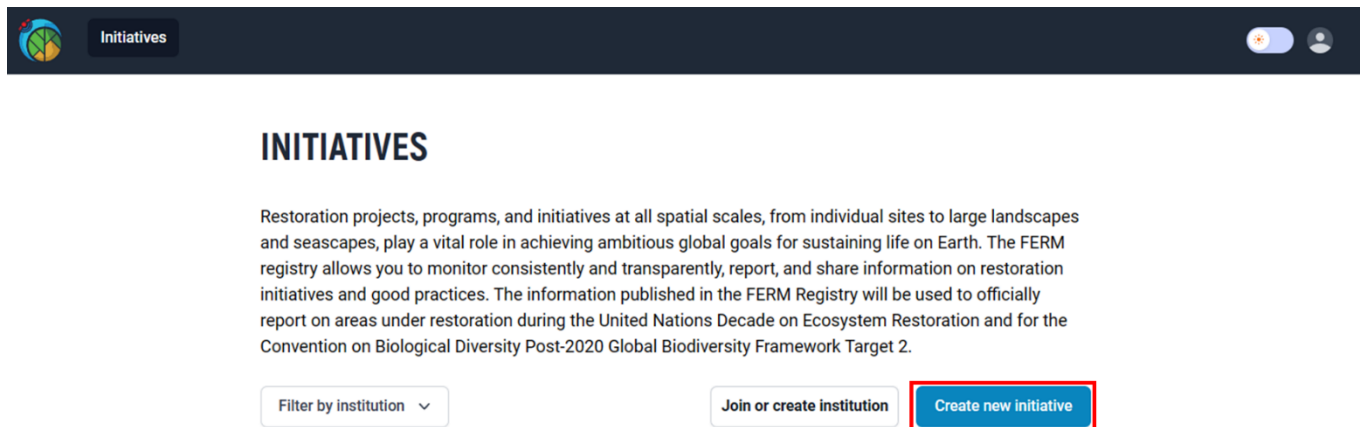 Initiatives
INITIATIVES
Restoration projects, programs, and initiatives at all spatial scales, from individual sites to large landscapes
and seascapes, play a vital role in achieving ambitious global goals for sustaining life on Earth. The FERM
registry allows you to monitor consistently and transparently, report, and share information on restoration
initiatives and good practices. The information published in the FERM Registry will be used to officially
report on areas under restoration during the United Nations Decade on Ecosystem Restoration and for the
Convention on Biological Diversity Post-2020 Global Biodiversity Framework Target 2.
Filter by institution Join or create institution Create new initiative